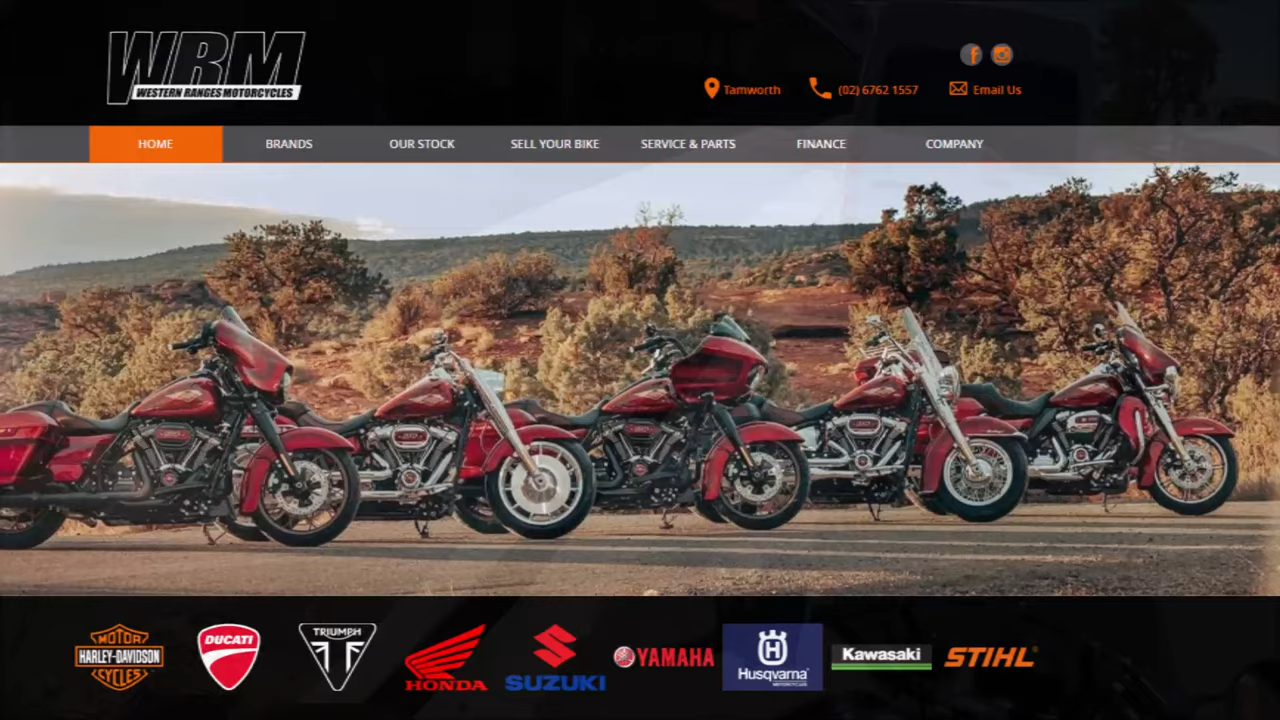 WRM
WESTERN RANGES MOTORCYCLES
Tamworth
(02) 6762 1557
Email Us
HOME
BRANDS
OUR STOCK
SELL YOUR BIKE
SERVICE & PARTS
FINANCE
COMPANY
MOTOR
HARLEY-DAVIDSON
CYCLES
DUCATI
TRIUMPH
HONDA
SUZUKI
YAMAHA
Husqvarna
MOTORCYCLES
Kawasaki
STIHL